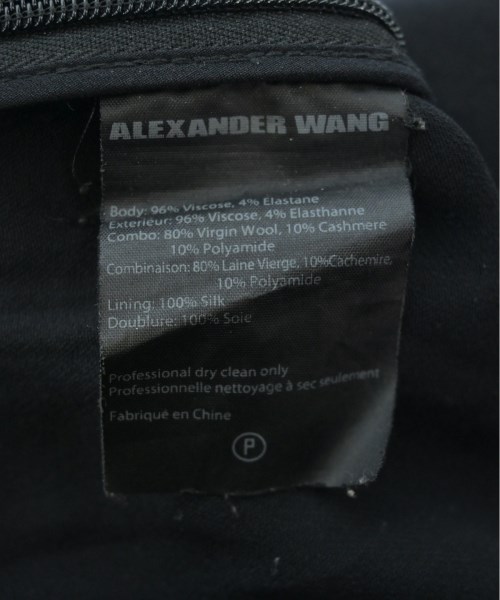 ALEXANDER WANG
Body: 96% Viscose, 4% Elastane
Exterieur: 96% Viscose, 4% Elasthanne
Combo: 80% Virgin Wool, 10% Cashmere
10% Polyamide
Combinaison: 80% Laine Vierge, 10%Cachemire,
10% Polyamide
Lining: 100% Silk
Doublure: 100% Soie
Professional dry clean only
Professionnelle nettoyage à sec seulement
Fabriqué en Chine
P